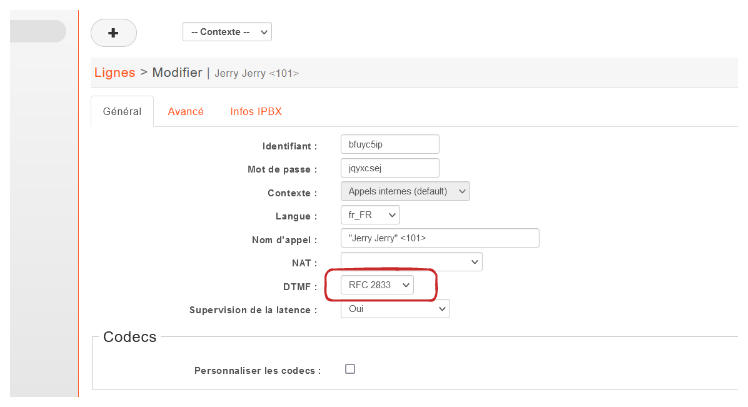 + -- Contexte --
Lignes > Modifier | Jerry Jerry <101>
Général Avancé Infos IPBX
Identifiant : bfuyc5ip
Mot de passe : jqyxcsej
Contexte : Appels internes (default)
Langue : fr_FR
Nom d'appel : "Jerry Jerry" <101>
NAT :
DTMF : RFC 2833
Supervision de la latence : Oui
Codecs
Personnaliser les codecs :